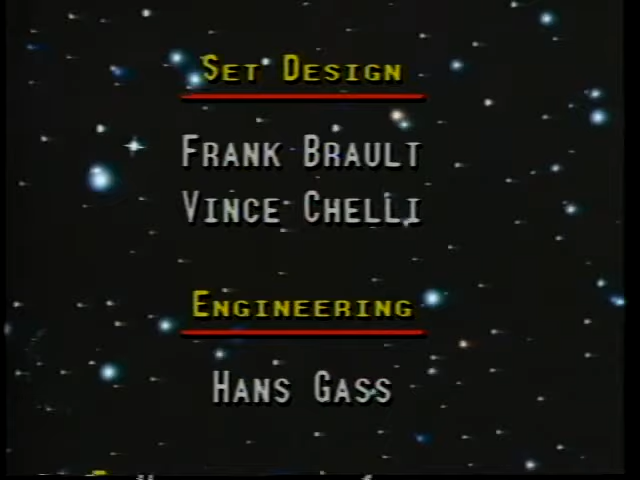 Set Design
Frank Brault
Vince Chelli
Engineering
Hans Gass